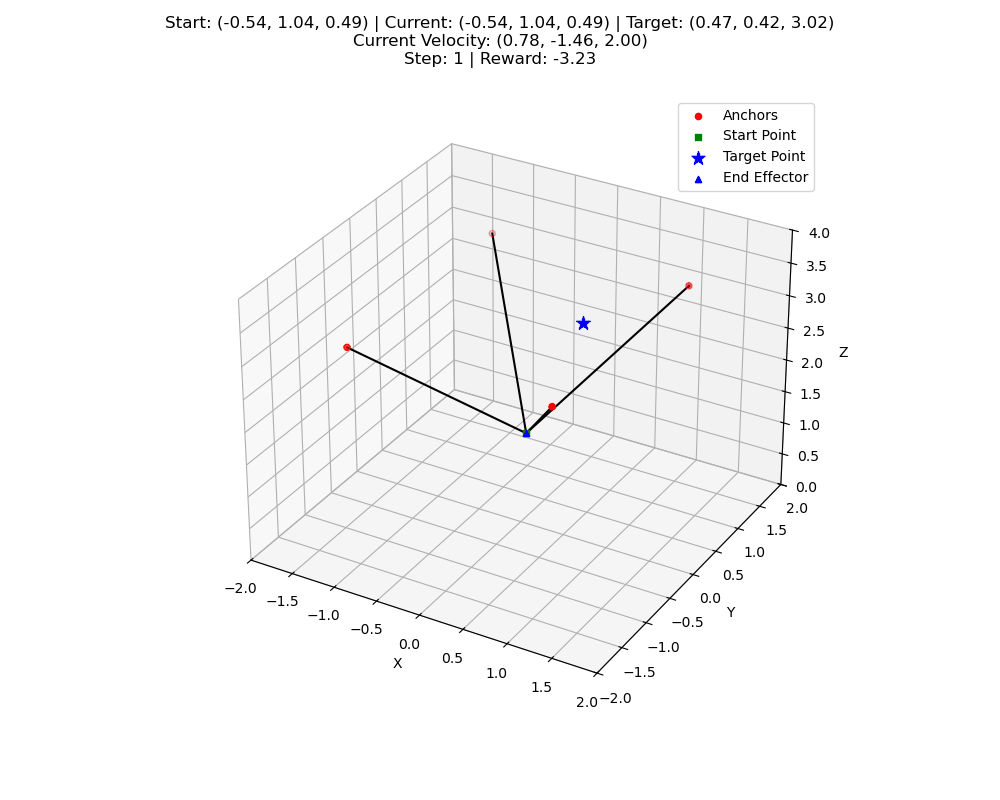 Start: (-0.54, 1.04, 0.49) | Current: (-0.54, 1.04, 0.49) | Target: (0.47, 0.42, 3.02)
Current Velocity: (0.78, -1.46, 2.00)
Step: 1 | Reward: -3.23
Anchors
Start Point
Target Point
End Effector
4.0
3.5
3.0
2.5
Z
2.0
1.5
1.0
0.5
0.0
2.0
1.5
1.0
0.5
0.0
Y
−0.5
−1.0
−1.5
−2.0
−2.0
−1.5
−1.0
−0.5
0.0
X
0.5
1.0
1.5
2.0